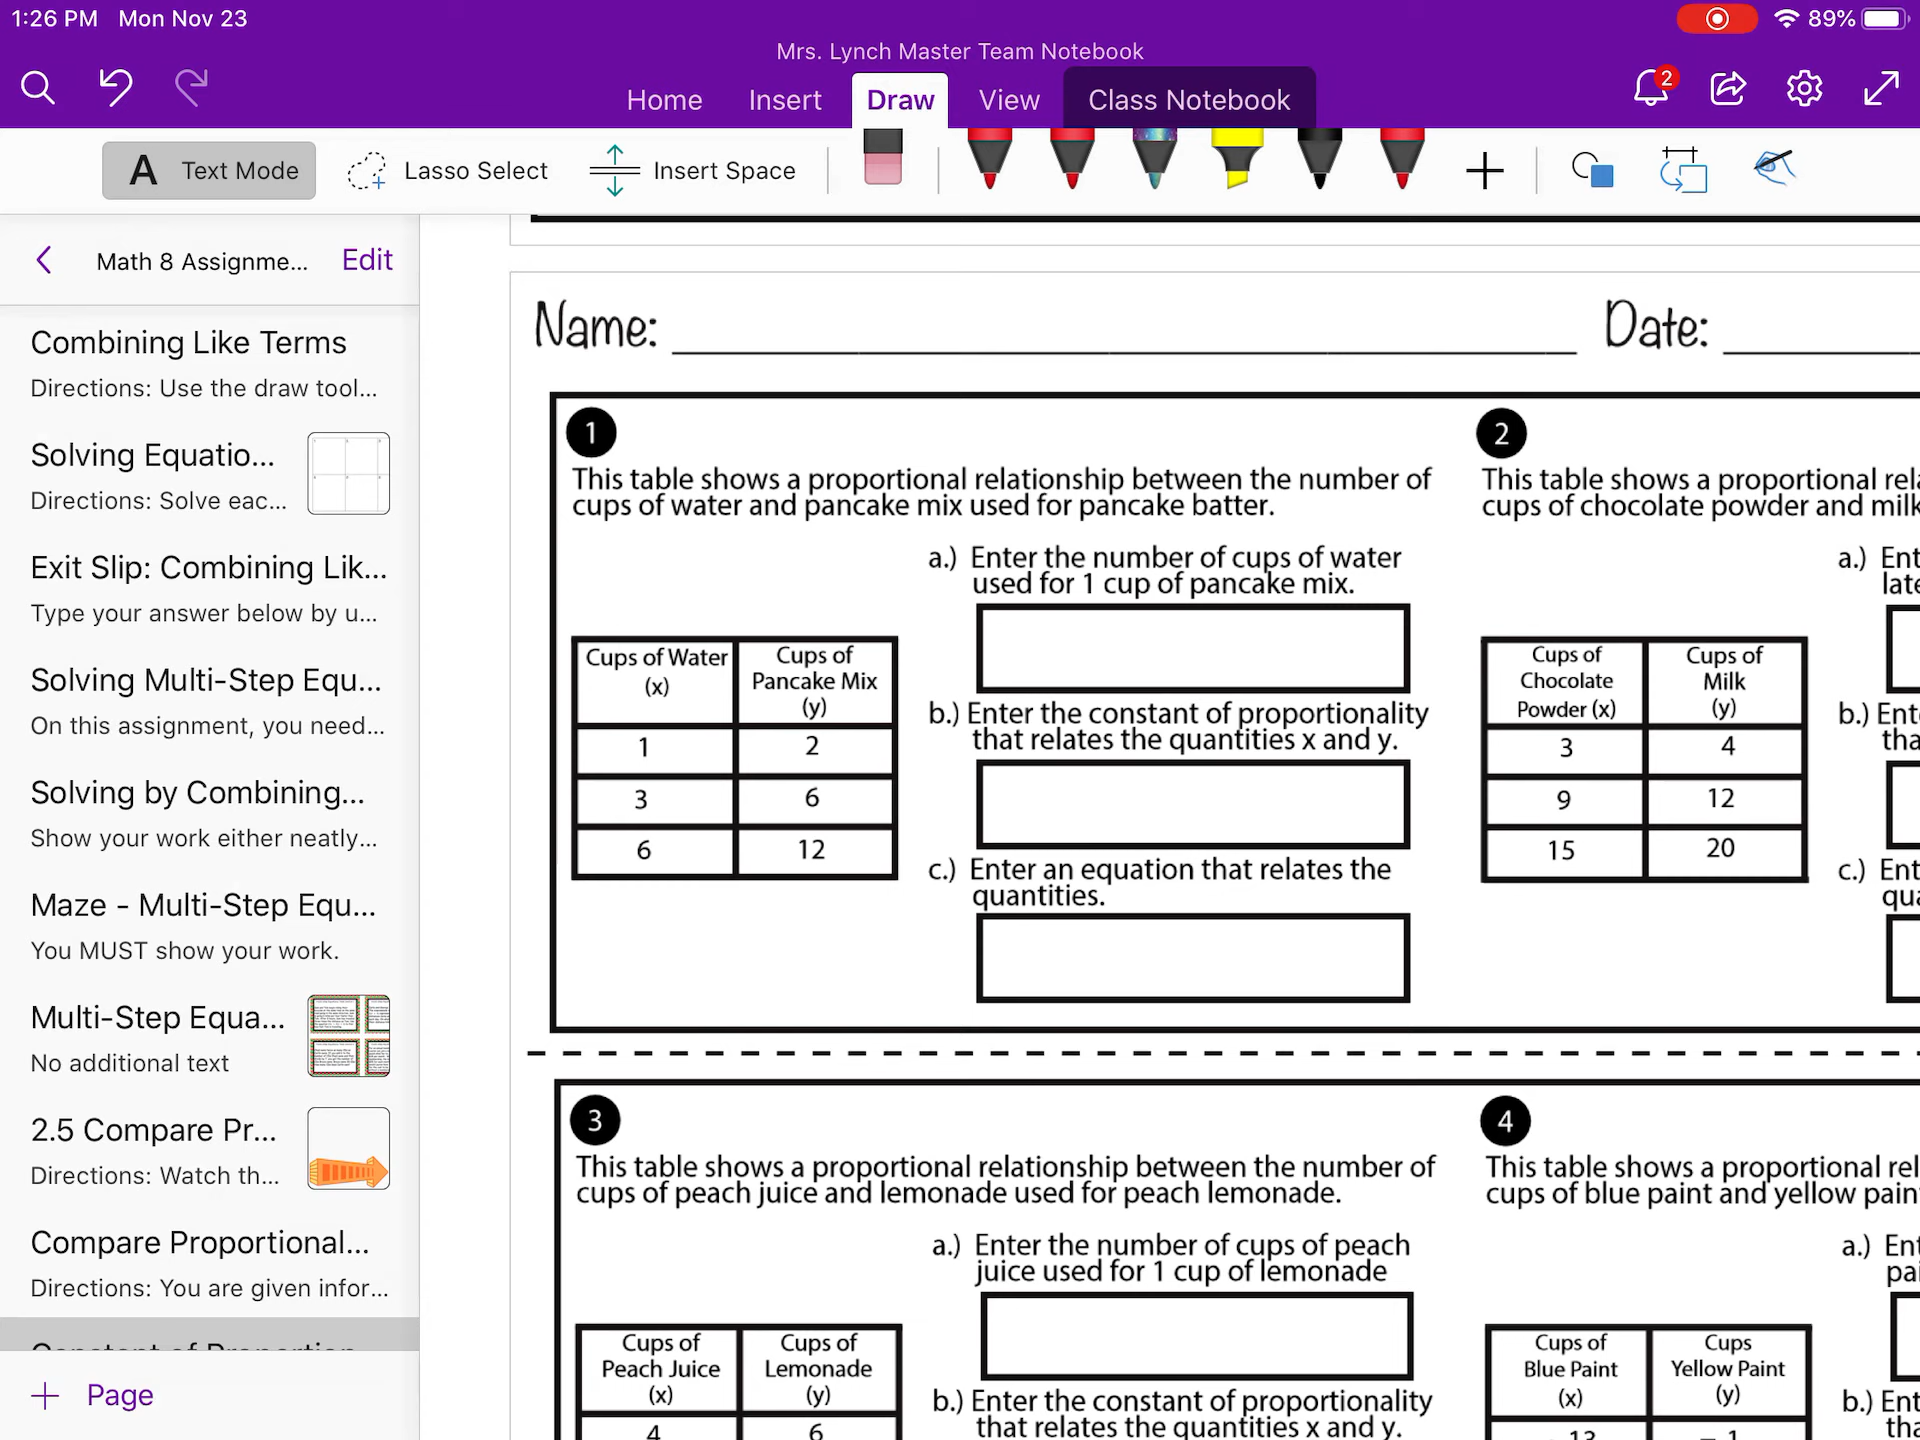 1:26 PM Mon Nov 23
89%
Mrs. Lynch Master Team Notebook
Home Insert Draw View Class Notebook
2
A Text Mode Lasso Select Insert Space
Math 8 Assignme... Edit
Combining Like Terms
Directions: Use the draw tool...
Solving Equatio...
Directions: Solve eac...
Exit Slip: Combining Lik...
Type your answer below by u...
Solving Multi-Step Equ...
On this assignment, you need...
Solving by Combining...
Show your work either neatly...
Maze - Multi-Step Equ...
You MUST show your work.
Multi-Step Equa...
No additional text
2.5 Compare Pr...
Directions: Watch th...
Compare Proportional...
Directions: You are given infor...
Constant of Proportion
Page
Name: Date:
1
This table shows a proportional relationship between the number of
cups of water and pancake mix used for pancake batter.
a.) Enter the number of cups of water
used for 1 cup of pancake mix.
Cups of Water
(x)
Cups of
Pancake Mix
(y)
1 2
3 6
6 12
b.) Enter the constant of proportionality
that relates the quantities x and y.
c.) Enter an equation that relates the
quantities.
2
This table shows a proportional rela
cups of chocolate powder and milk
a.) Ent
late
Cups of
Chocolate
Powder (x)
Cups of
Milk
(y)
3 4
9 12
15 20
b.) Ent
tha
c.) Ent
qua
3
This table shows a proportional relationship between the number of
cups of peach juice and lemonade used for peach lemonade.
a.) Enter the number of cups of peach
juice used for 1 cup of lemonade
Cups of
Peach Juice
(x)
Cups of
Lemonade
(y)
4 6
b.) Enter the constant of proportionality
that relates the quantities x and y.
4
This table shows a proportional rel
cups of blue paint and yellow pain
a.) Ent
pai
Cups of
Blue Paint
(x)
Cups
Yellow Paint
(y)
b.) Ent
tha